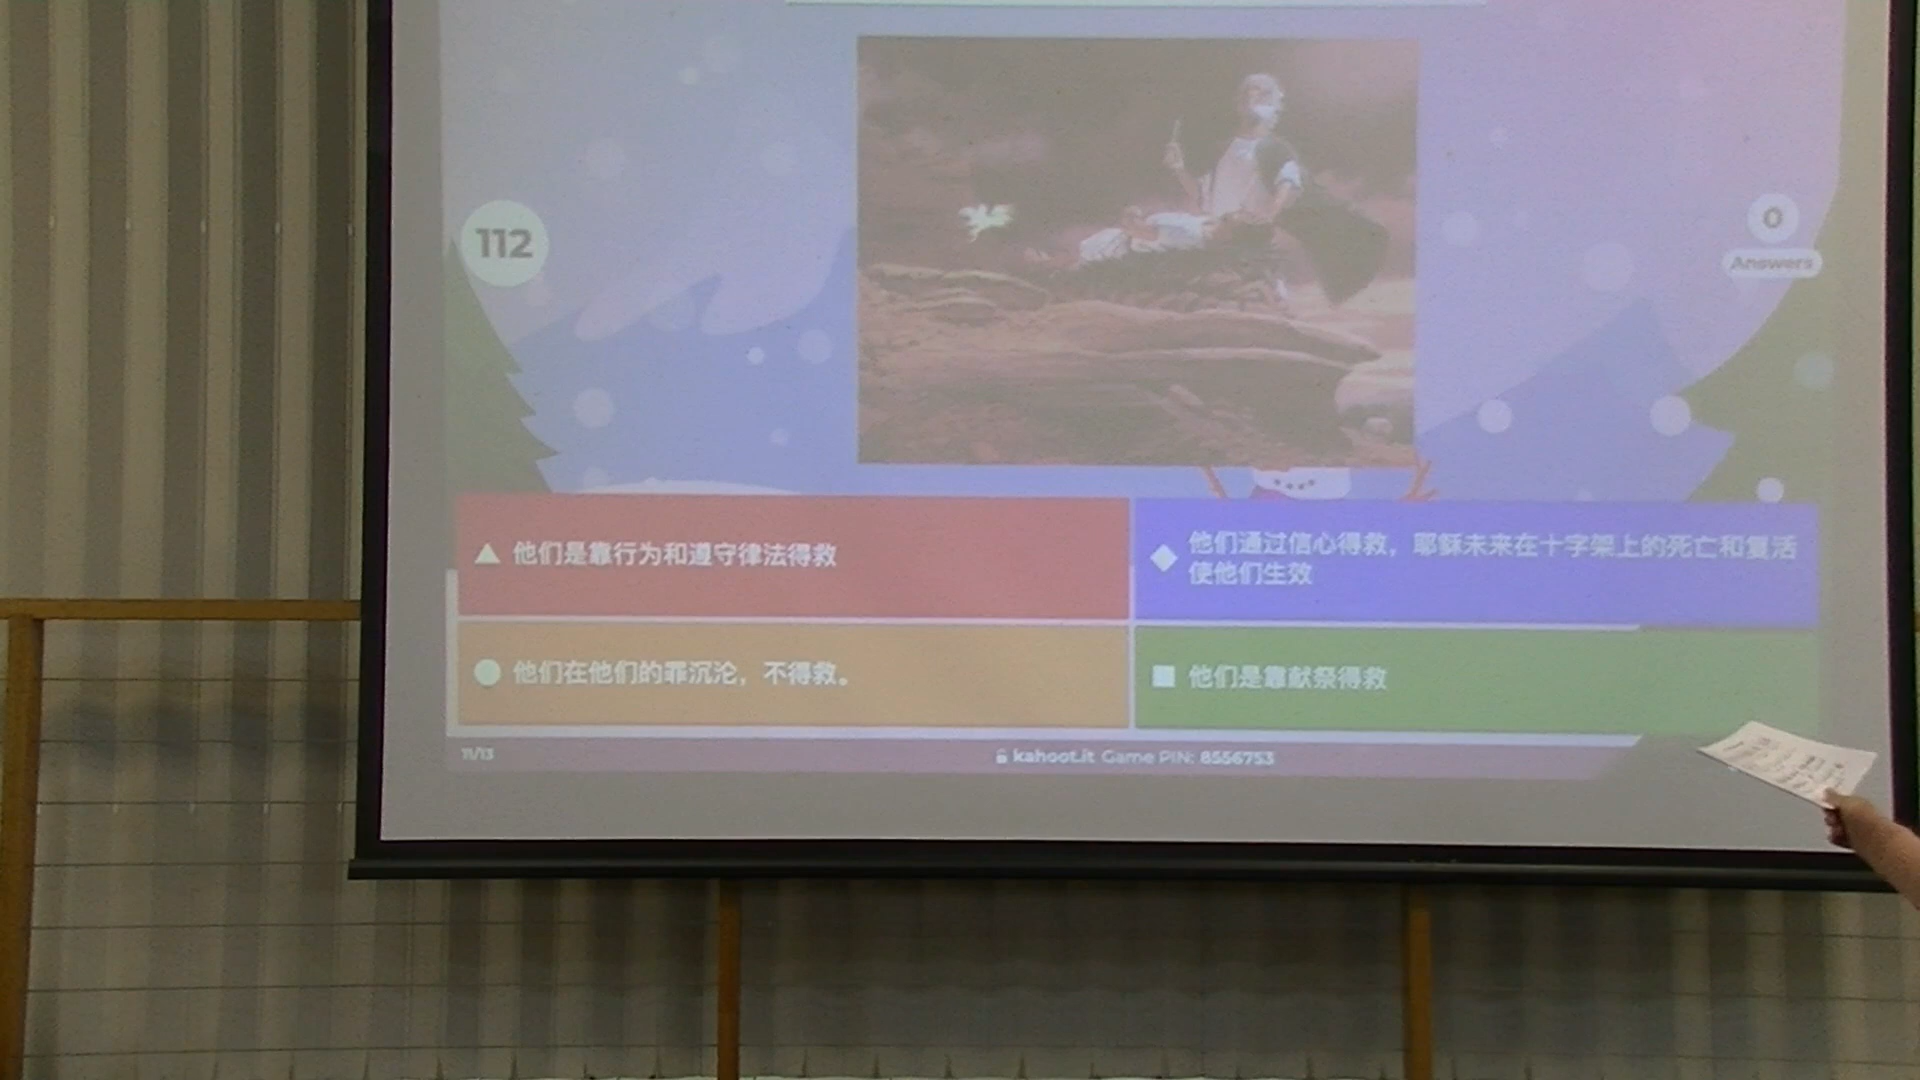 112
0
Answers
他们是靠行为和遵守律法得救
他们通过信心得救，耶稣未来在十字架上的死亡和复活
使他们生效
他们在他们的罪沉沦，不得救。
他们是靠献祭得救
11/13
kahoot.it Game PIN: 8556753